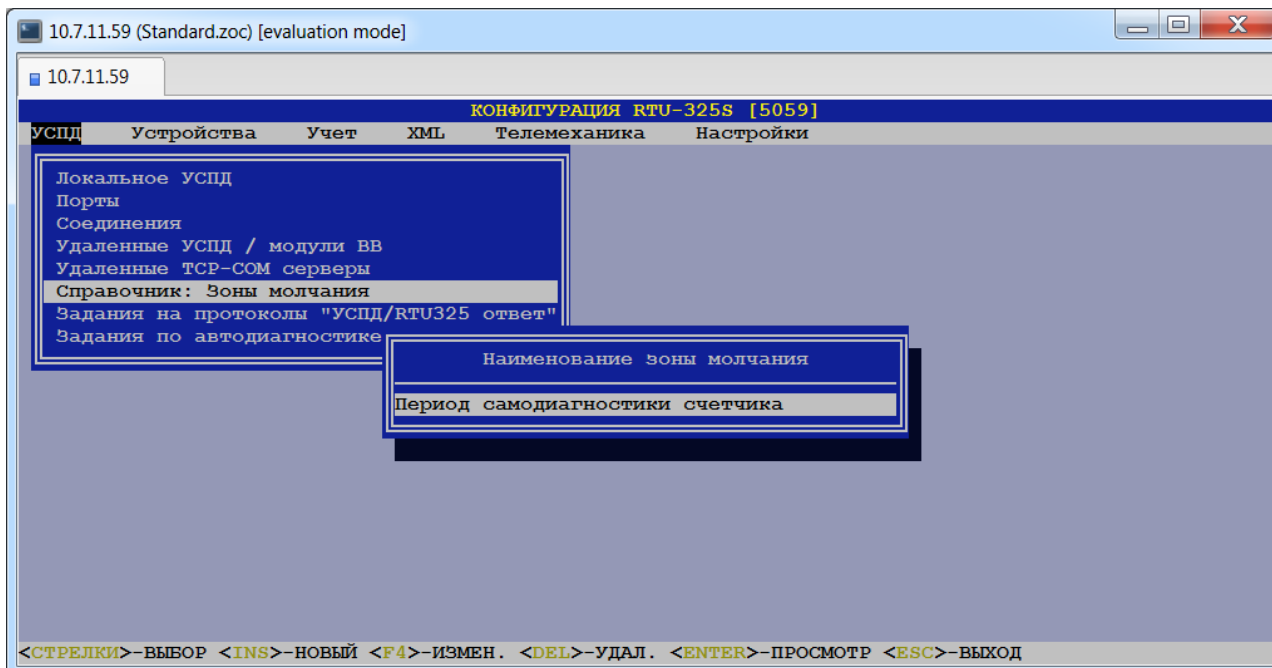 10.7.11.59 (Standard.zoc) [evaluation mode]
10.7.11.59
КОНФИГУРАЦИЯ RTU-325S [5059]
УСПД Устройства Учет XML Телемеханика Настройки
Локальное УСПД
Порты
Соединения
Удаленные УСПД / модули ВВ
Удаленные TCP-COM серверы
Справочник: Зоны молчания
Задания на протоколы "УСПД/RTU325 ответ"
Задания по автодиагностике
Наименование зоны молчания
Период самодиагностики счетчика
<СТРЕЛКИ>-ВЫБОР <INS>-НОВЫЙ <F4>-ИЗМЕН. <DEL>-УДАЛ. <ENTER>-ПРОСМОТР <ESC>-ВЫХОД